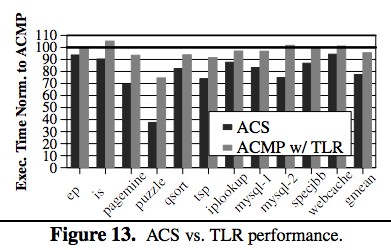 Exec. Time Norm. to ACMP
110
100
90
80
70
60
50
40
30
20
10
0
ACS
ACMP w/ TLR
ep
is
pagemine
puzzle
qsort
tsp
iplookup
mysql-1
mysql-2
specjbb
webcache
gmean
Figure 13. ACS vs. TLR performance.